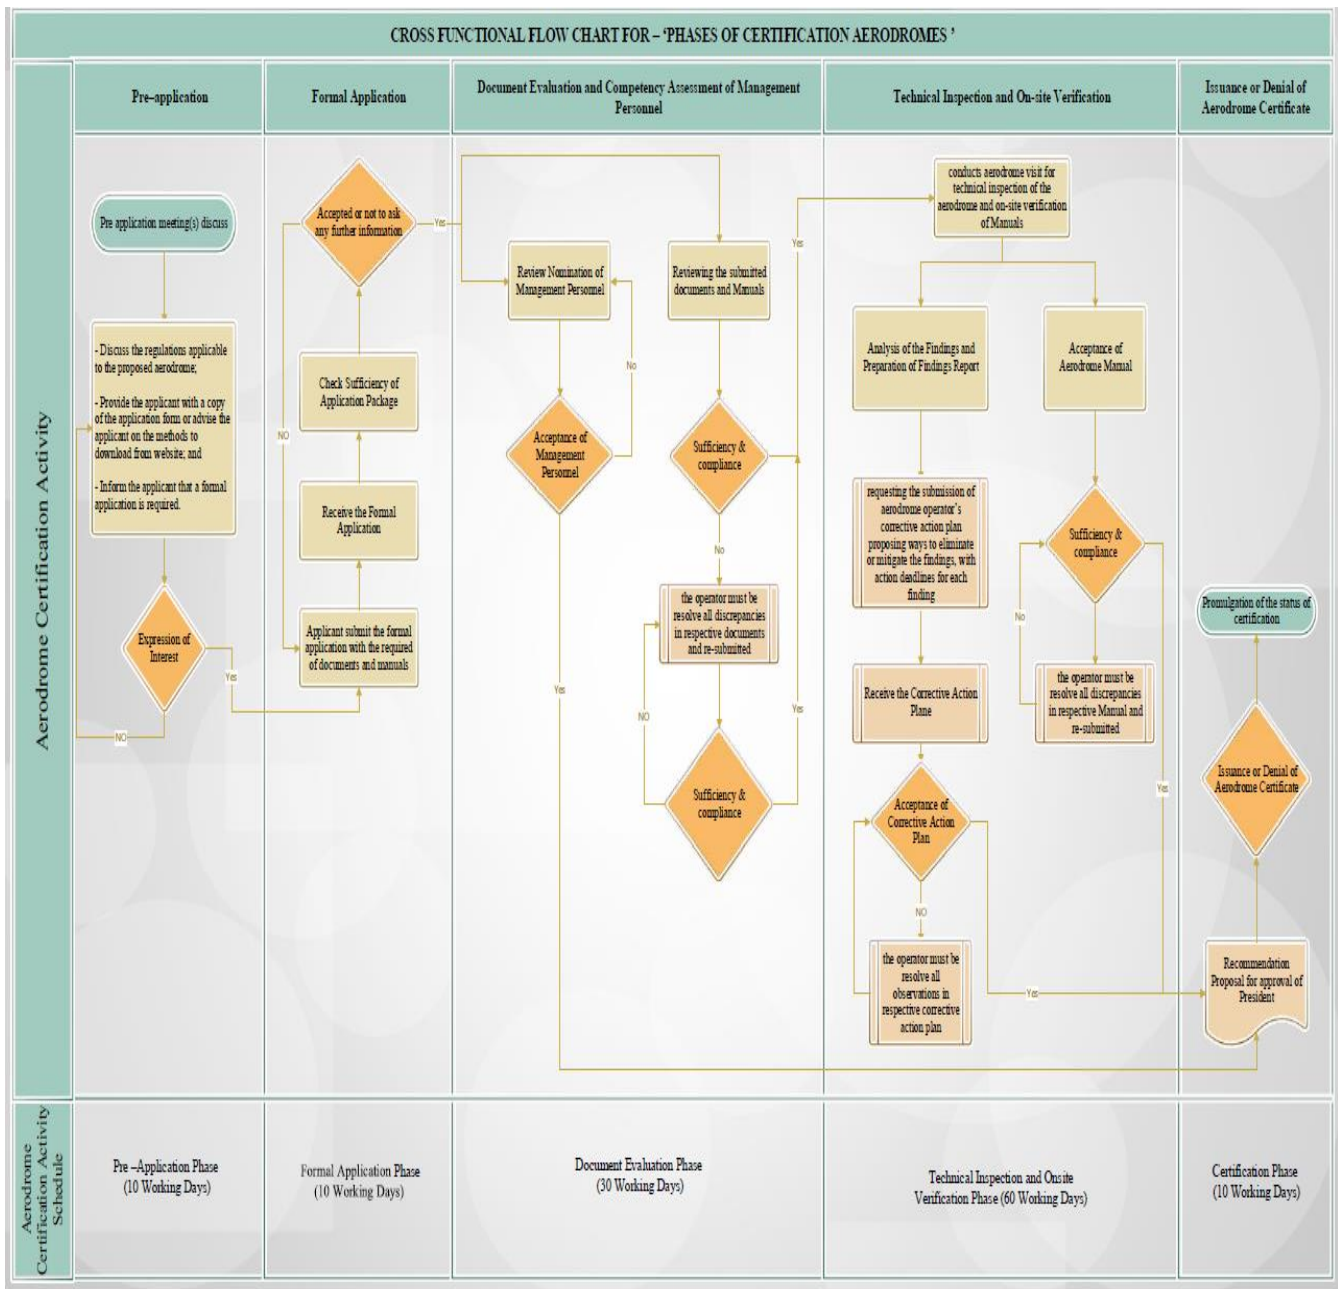 CROSS FUNCTIONAL FLOW CHART FOR – ‘PHASES OF CERTIFICATION AERODROMES ’
Aerodrome Certification Activity
Pre–application
Formal Application
Document Evaluation and Competency Assessment of Management
Personnel
Technical Inspection and On-site Verification
Issuance or Denial of
Aerodrome Certificate
Pre application meeting(s) discuss
- Discuss the regulations applicable
to the proposed aerodrome;
- Provide the applicant with a copy
of the application form or advise the
applicant on the methods to
download from website; and
- Inform the applicant that a formal
application is required.
Expression of
Interest
Yes
NO
Accepted or not to ask
any further information
Yes
NO
Check Sufficiency of
Application Package
Receive the Formal
Application
Applicant submit the formal
application with the required
of documents and manuals
Review Nomination of
Management Personnel
No
Acceptance of
Management
Personnel
Yes
Reviewing the submitted
documents and Manuals
Sufficiency &
compliance
Yes
No
the operator must be
resolve all discrepancies
in respective documents
and re-submitted
NO
Yes
Sufficiency &
compliance
conducts aerodrome visit for
technical inspection of the
aerodrome and on-site verification
of Manuals
Analysis of the Findings and
Preparation of Findings Report
requesting the submission of
aerodrome operator’s
corrective action plan
proposing ways to eliminate
or mitigate the findings, with
action deadlines for each
finding
Receive the Corrective Action
Plane
Acceptance of
Corrective Action
Plan
NO
the operator must be
resolve all
observations in
respective corrective
action plan
Yes
Acceptance of
Aerodrome Manual
Sufficiency &
compliance
No
the operator must be
resolve all discrepancies
in respective Manual and
re-submitted
Yes
Promulgation of the status of
certification
Issuance or Denial of
Aerodrome Certificate
Recommendation
Proposal for approval of
President
Aerodrome
Certification Activity
Schedule
Pre –Application Phase
(10 Working Days)
Formal Application Phase
(10 Working Days)
Document Evaluation Phase
(30 Working Days)
Technical Inspection and Onsite
Verification Phase (60 Working Days)
Certification Phase
(10 Working Days)